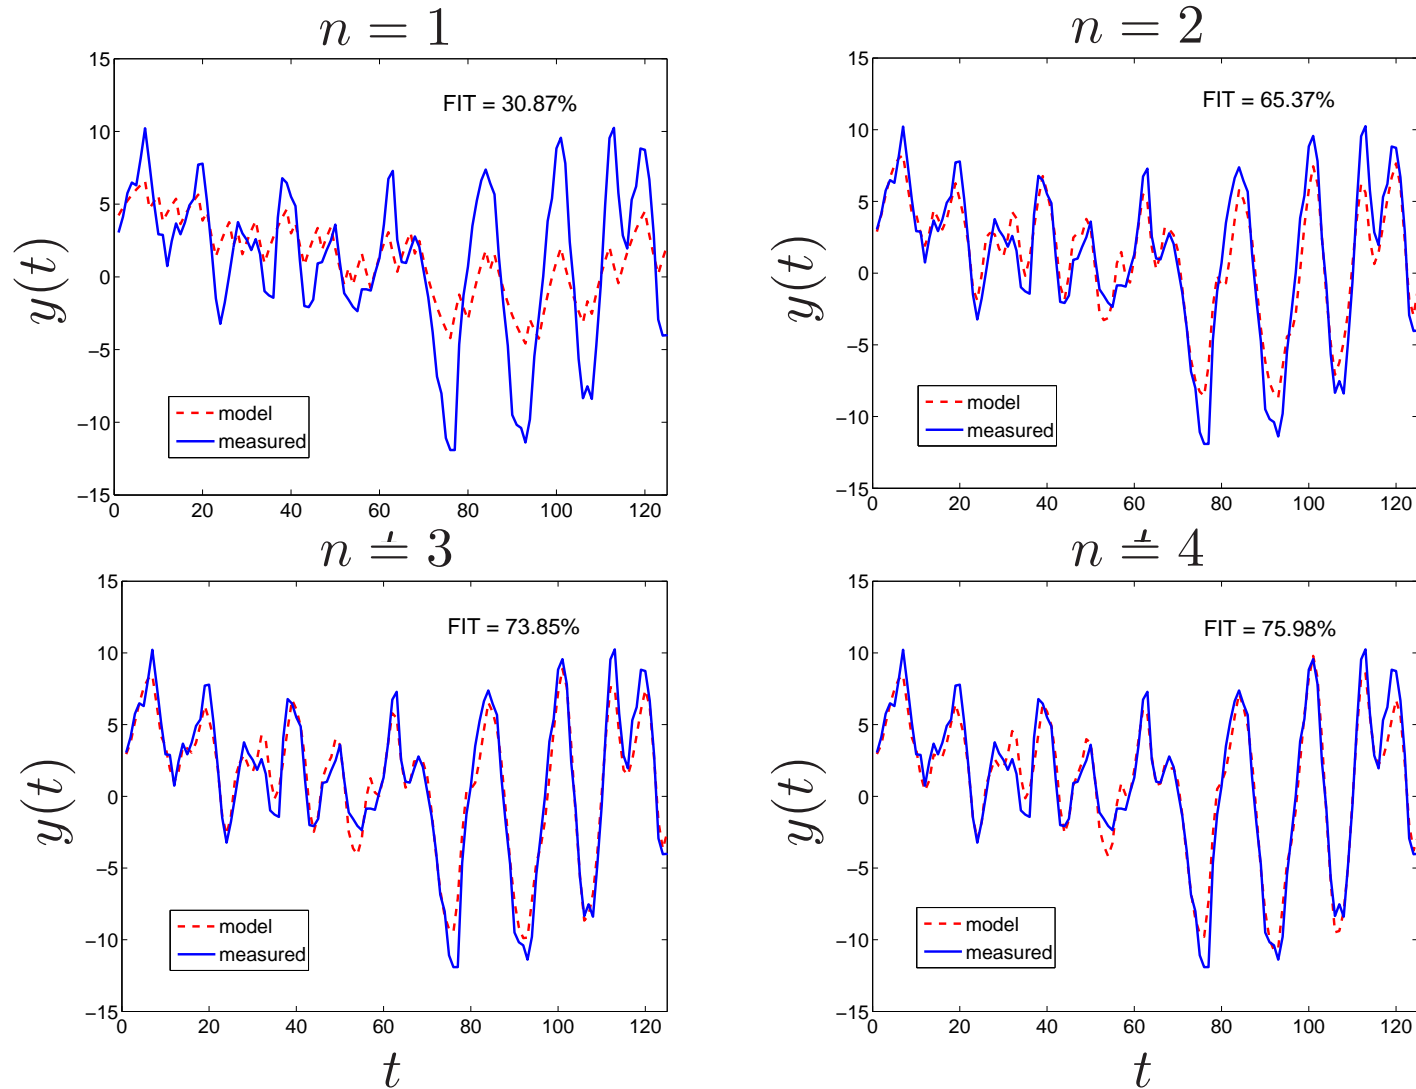 n = 1
n = 2
15
10
5
0
−5
−10
−15
y(t)
FIT = 30.87%
model
measured
0
20
40
60
80
100
120
15
10
5
0
−5
−10
−15
y(t)
FIT = 65.37%
model
measured
0
20
40
60
80
100
120
n = 3
n = 4
15
10
5
0
−5
−10
−15
y(t)
FIT = 73.85%
model
measured
0
20
40
60
80
100
120
t
15
10
5
0
−5
−10
−15
y(t)
FIT = 75.98%
model
measured
0
20
40
60
80
100
120
t